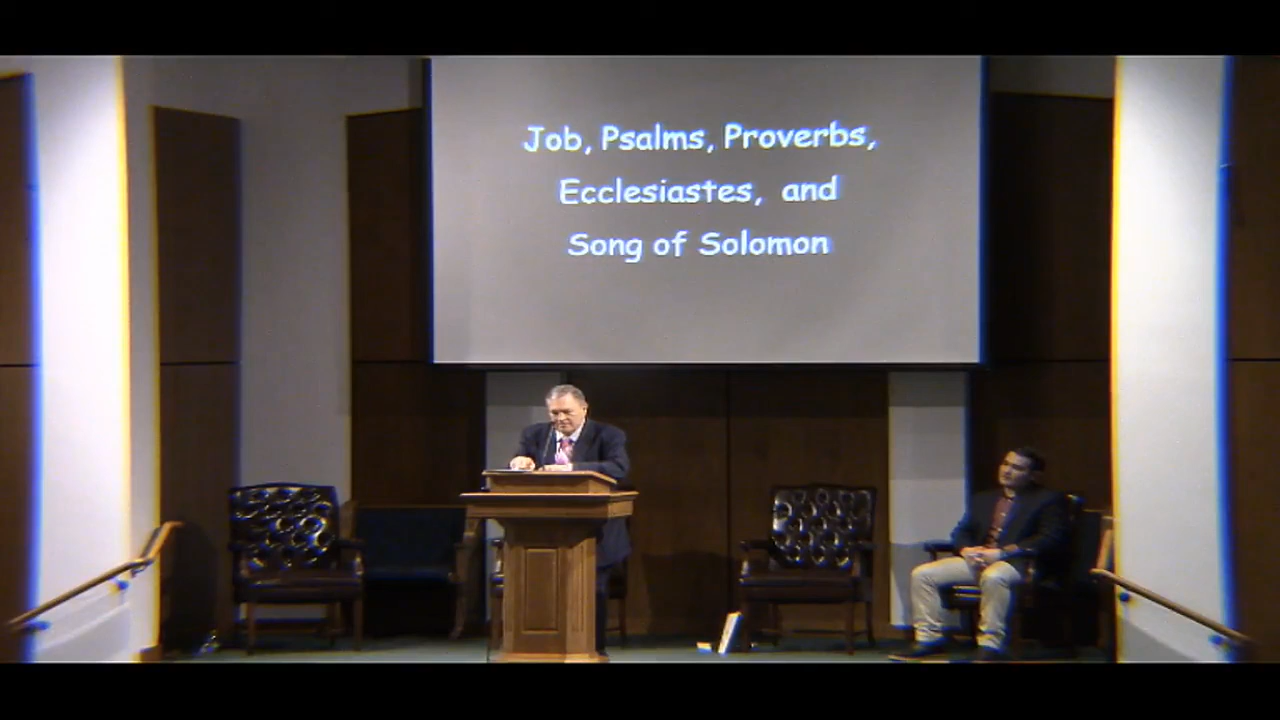 Job, Psalms, Proverbs,
Ecclesiastes, and
Song of Solomon